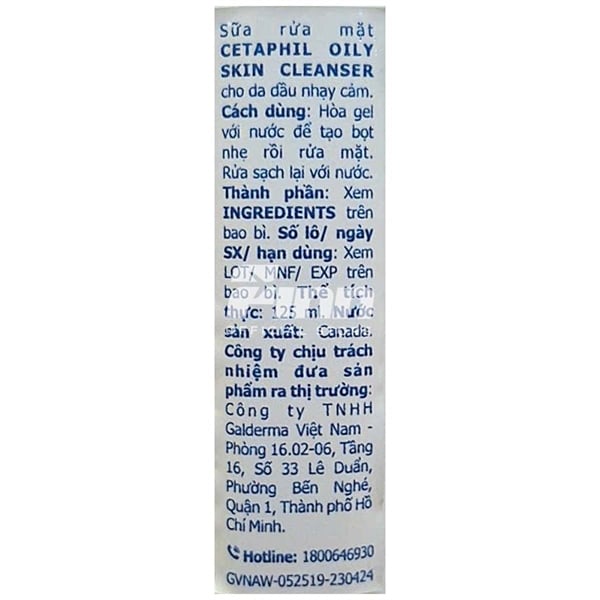 Sữa rửa mặt
CETAPHIL OILY
SKIN CLEANSER
cho da dầu nhạy cảm.
Cách dùng: Hòa gel
với nước để tạo bọt
nhẹ rồi rửa mặt.
Rửa sạch lại với nước.
Thành phần: Xem
INGREDIENTS trên
bao bì. Số lô/ ngày
SX/ hạn dùng: Xem
LOT/ MNF/ EXP trên
bao bì. Thể tích
thực: 125 ml. Nước
sản xuất: Canada.
Công ty chịu trách
nhiệm đưa sản
phẩm ra thị trường:
Công ty TNHH
Galderma Việt Nam -
Phòng 16.02-06, Tầng
16, Số 33 Lê Duẩn,
Phường Bến Nghé,
Quận 1, Thành phố Hồ
Chí Minh.
Hotline: 1800646930
GVNAW-052519-230424